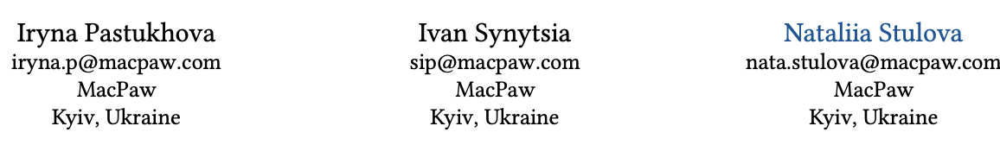 Iryna Pastukhova
iryna.p@macpaw.com
MacPaw
Kyiv, Ukraine
Ivan Synytsia
sip@macpaw.com
MacPaw
Kyiv, Ukraine
Nataliia Stulova
nata.stulova@macpaw.com
MacPaw
Kyiv, Ukraine